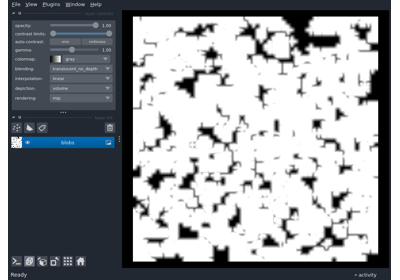 File View Plugins Window Help
opacity: 1.00
contrast limits:
auto-contrast: once continuous
gamma: 1.00
colormap: gray
blending: translucent_no_depth
interpolation: linear
depiction: volume
rendering: mip
blobs
Ready
activity